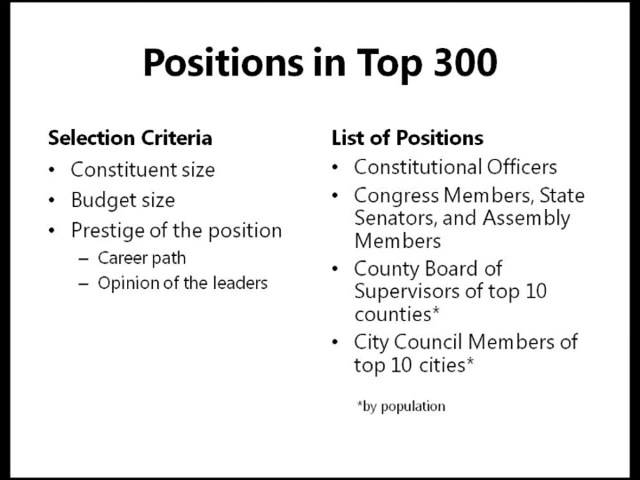 Positions in Top 300
Selection Criteria
• Constituent size
• Budget size
• Prestige of the position
– Career path
– Opinion of the leaders
List of Positions
• Constitutional Officers
• Congress Members, State
Senators, and Assembly
Members
• County Board of
Supervisors of top 10
counties*
• City Council Members of
top 10 cities*
*by population